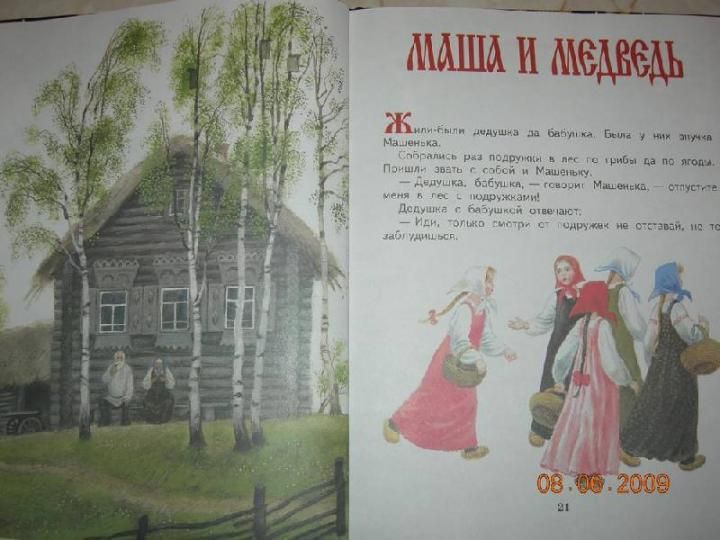 МАША И МЕДВЕДЬ
Жили-были дедушка да бабушка. Была у них внучка
Машенька.
Собрались раз подружки в лес по грибы да по ягоды.
Пришли звать с собой и Машеньку.
— Дедушка, бабушка, — говорит Машенька, — отпустите
меня в лес с подружками!
Дедушка с бабушкой отвечают:
— Иди, только смотри от подружек не отставай, не то
заблудишься.
08.06.2009
21